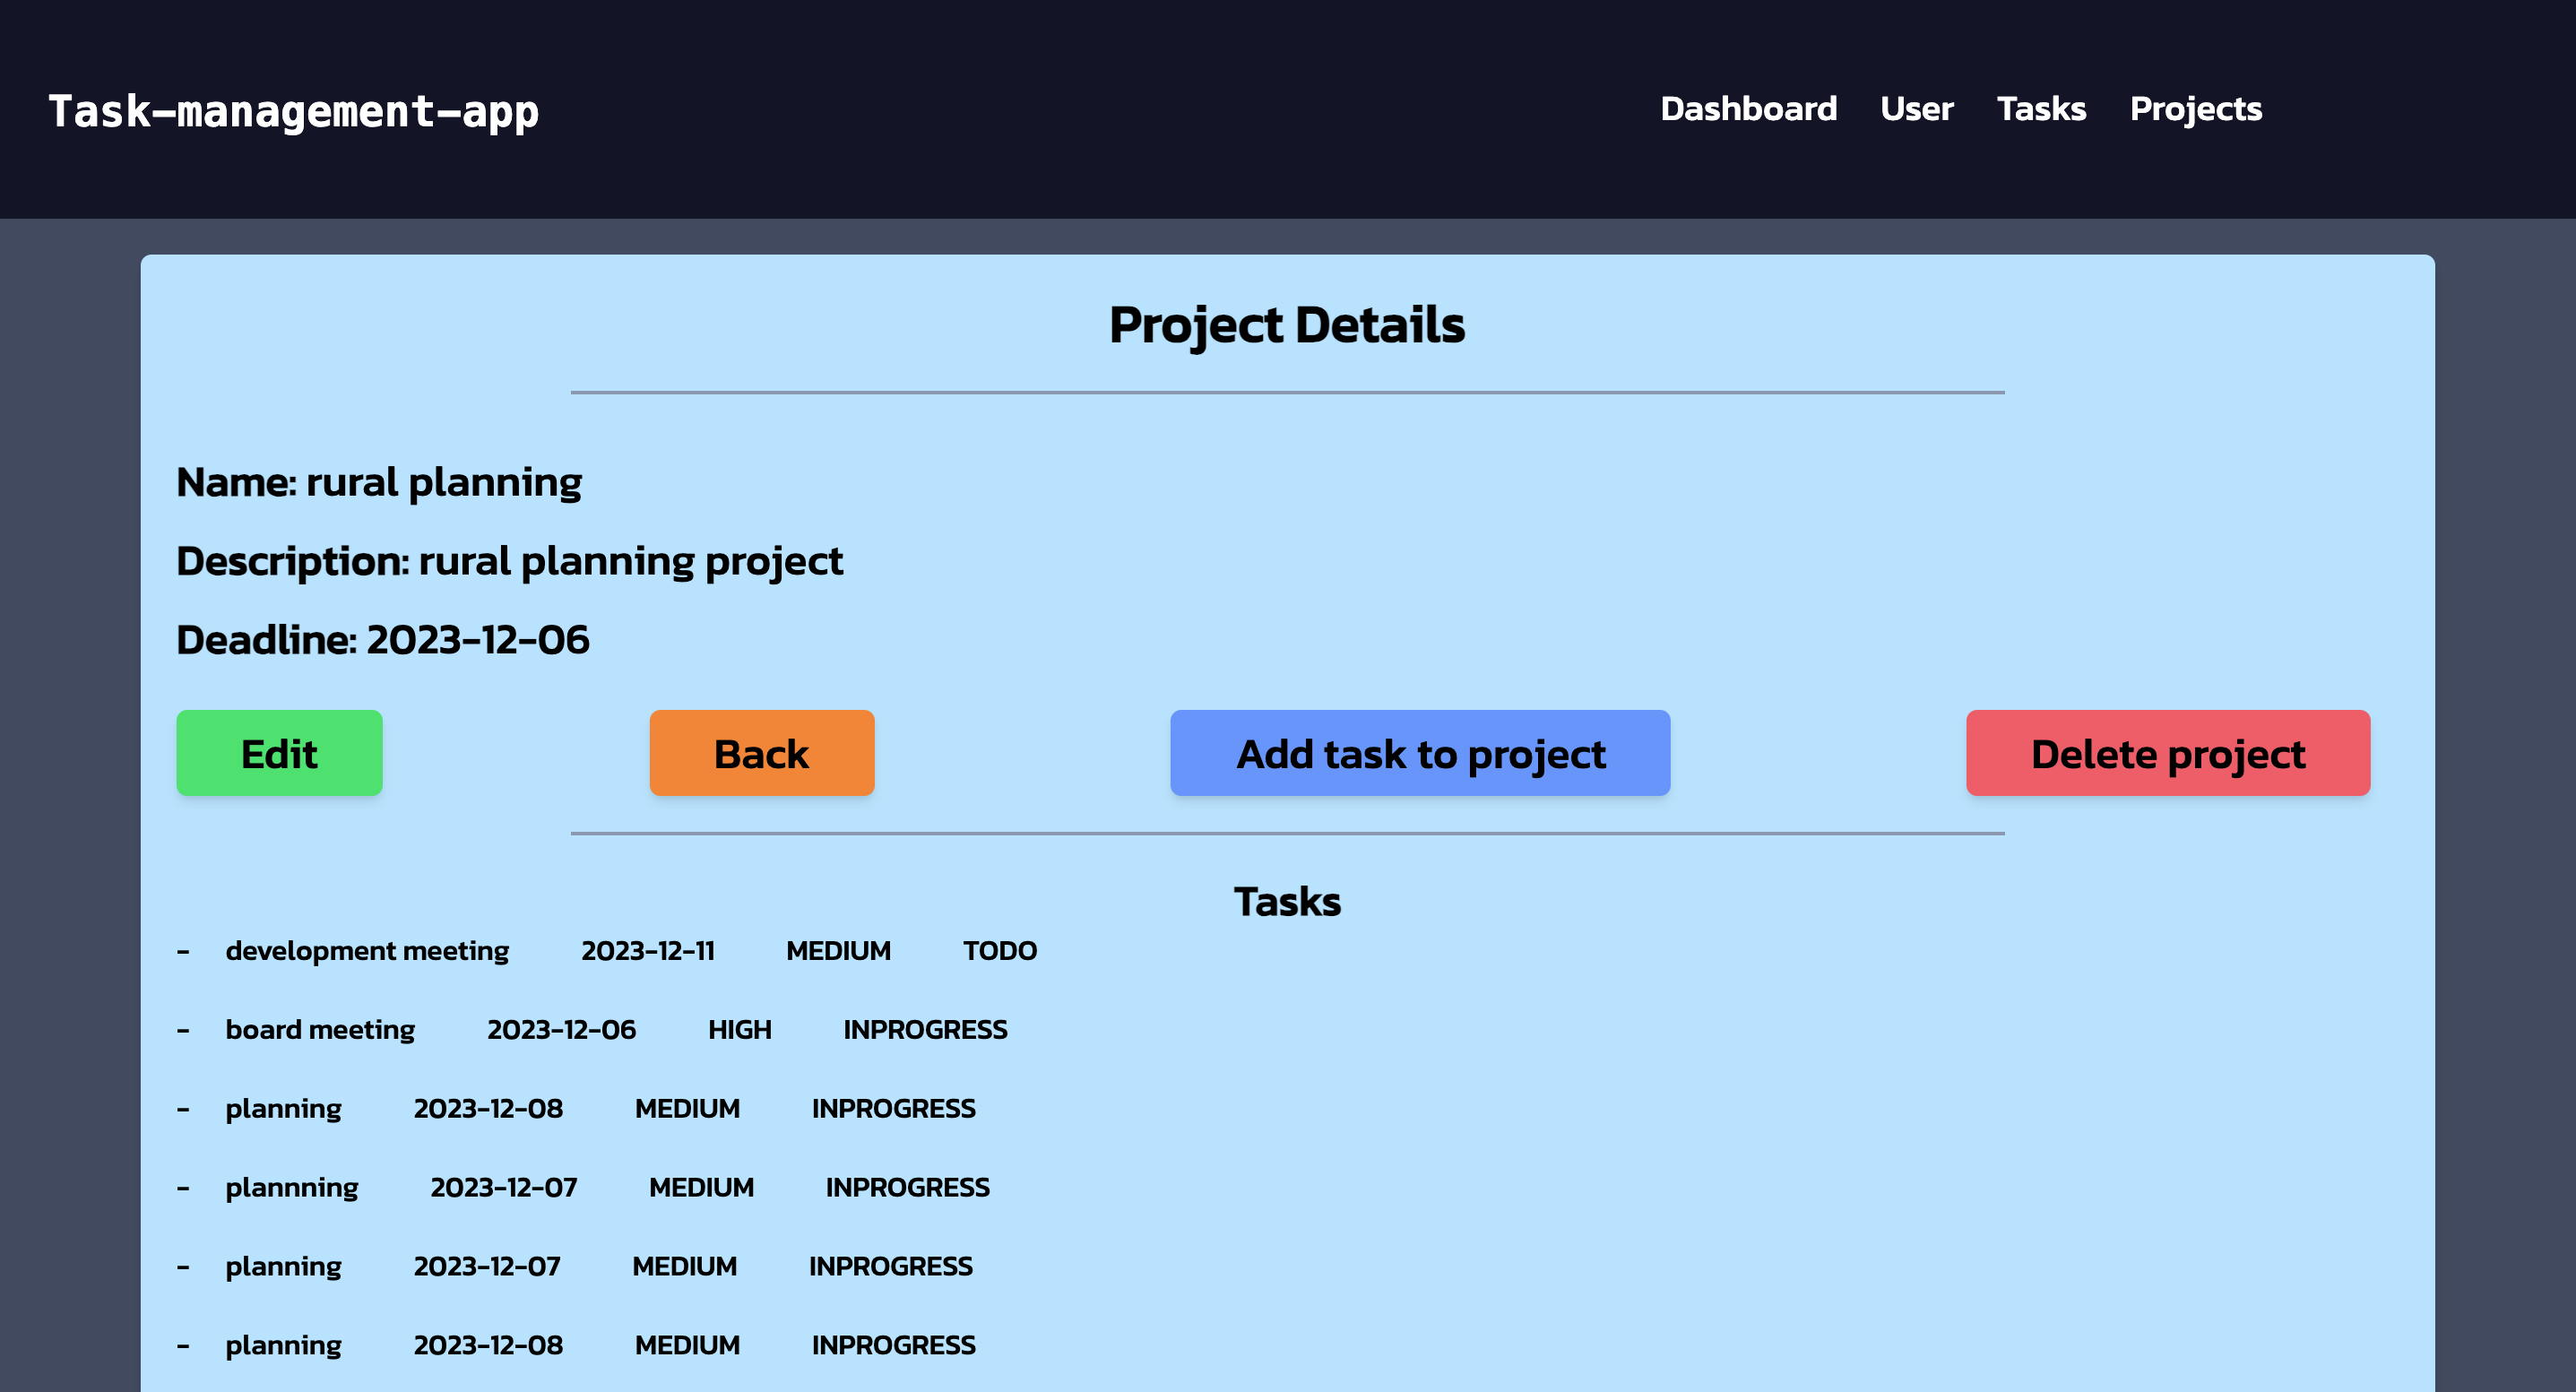 Task-management-app
Dashboard User Tasks Projects
Project Details
Name: rural planning
Description: rural planning project
Deadline: 2023-12-06
Edit Back Add task to project Delete project
Tasks
- development meeting 2023-12-11 MEDIUM TODO
- board meeting 2023-12-06 HIGH INPROGRESS
- planning 2023-12-08 MEDIUM INPROGRESS
- plannning 2023-12-07 MEDIUM INPROGRESS
- planning 2023-12-07 MEDIUM INPROGRESS
- planning 2023-12-08 MEDIUM INPROGRESS